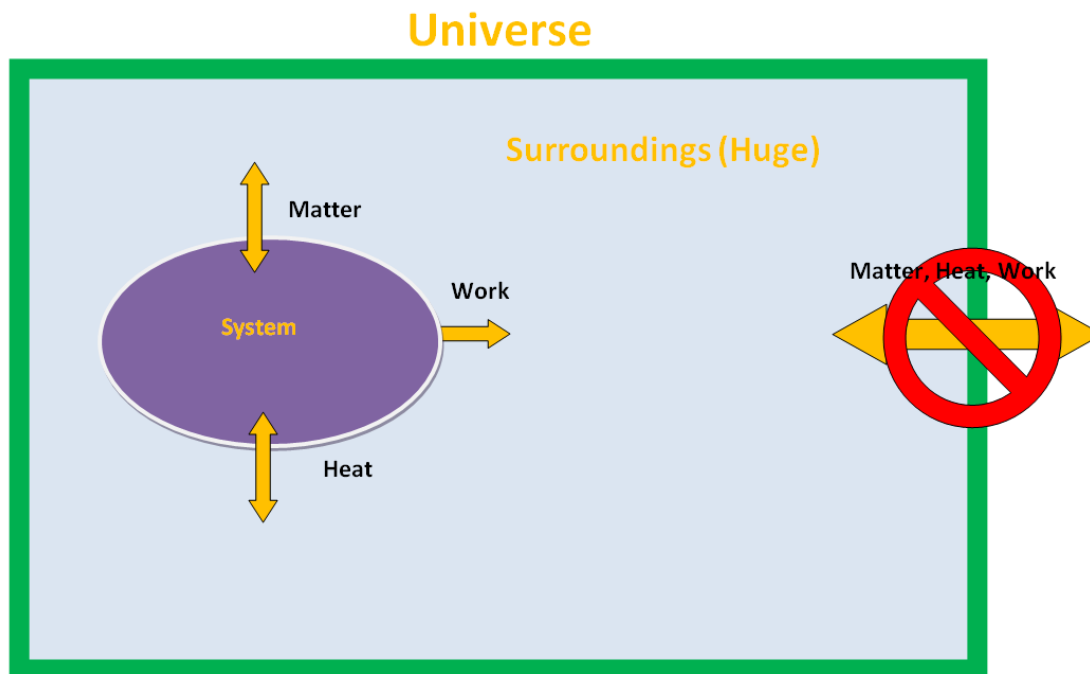 Universe
Surroundings (Huge)
Matter
Matter, Heat, Work
Work
System
Heat